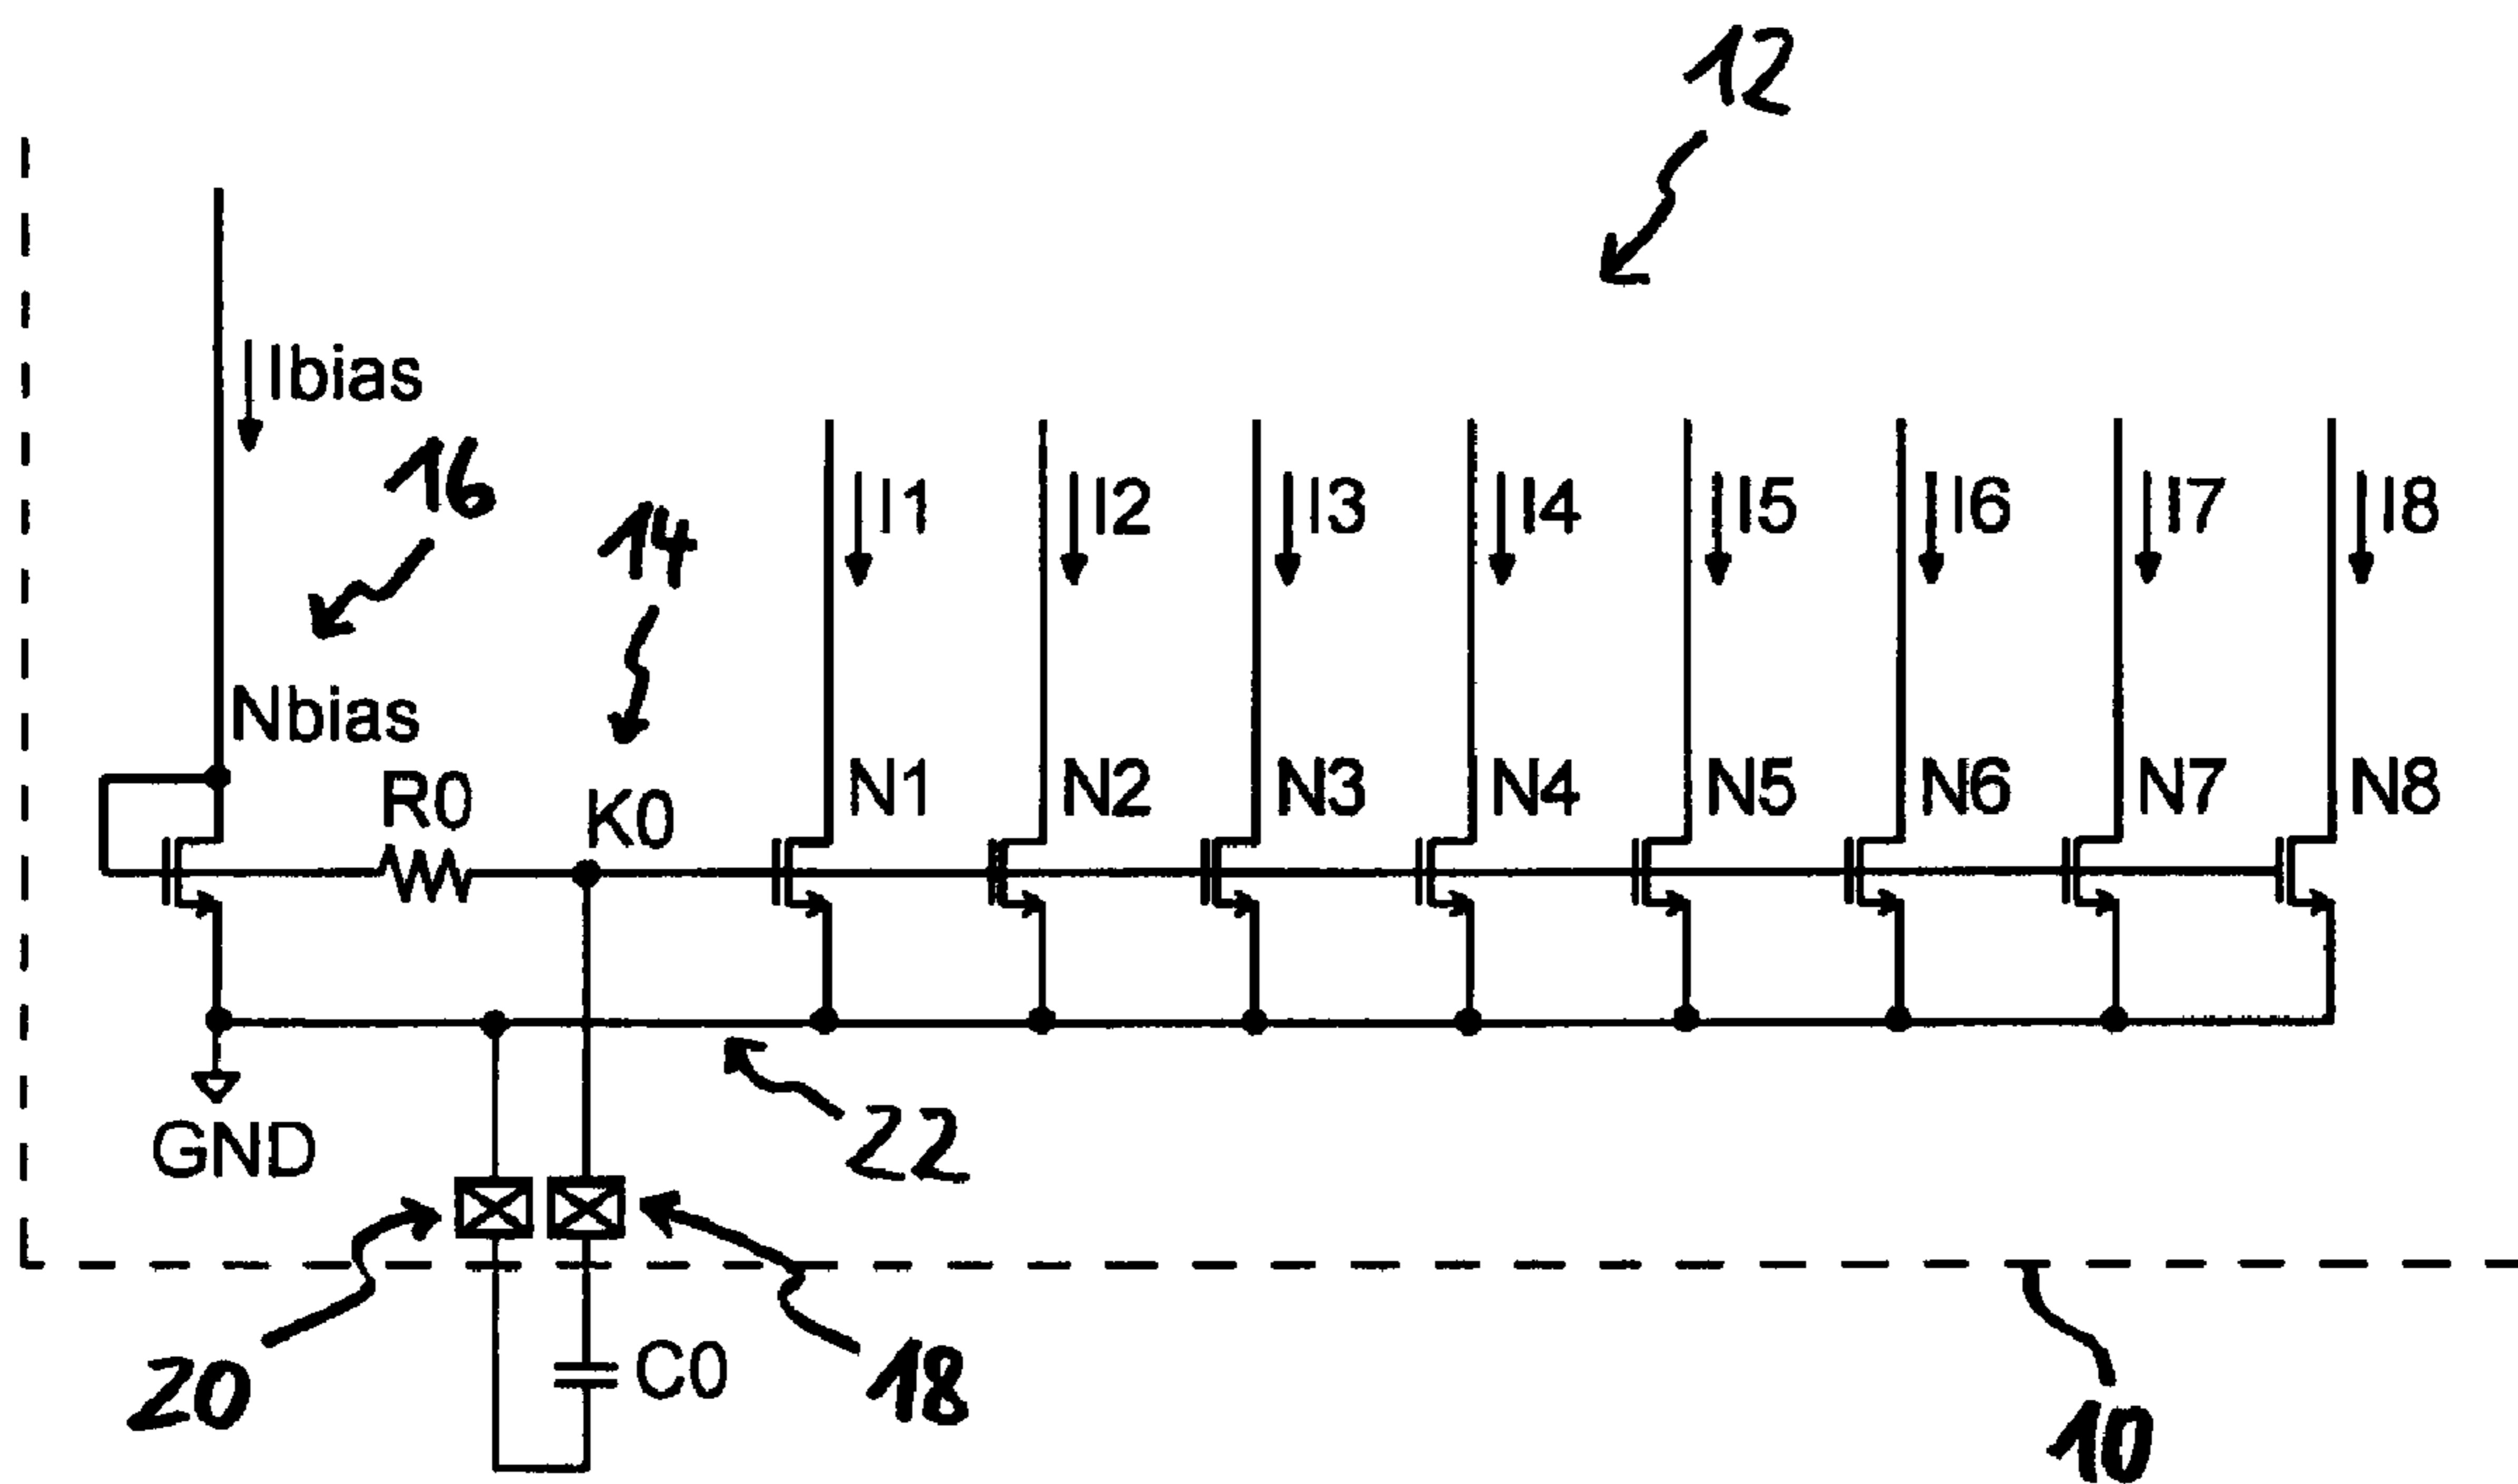 12
Ibias
16
14
I1 I2 I3 I4 I5 I6 I7 I8
Nbias
R0 K0 N1 N2 N3 N4 N5 N6 N7 N8
22
GND
20 C0 18 10